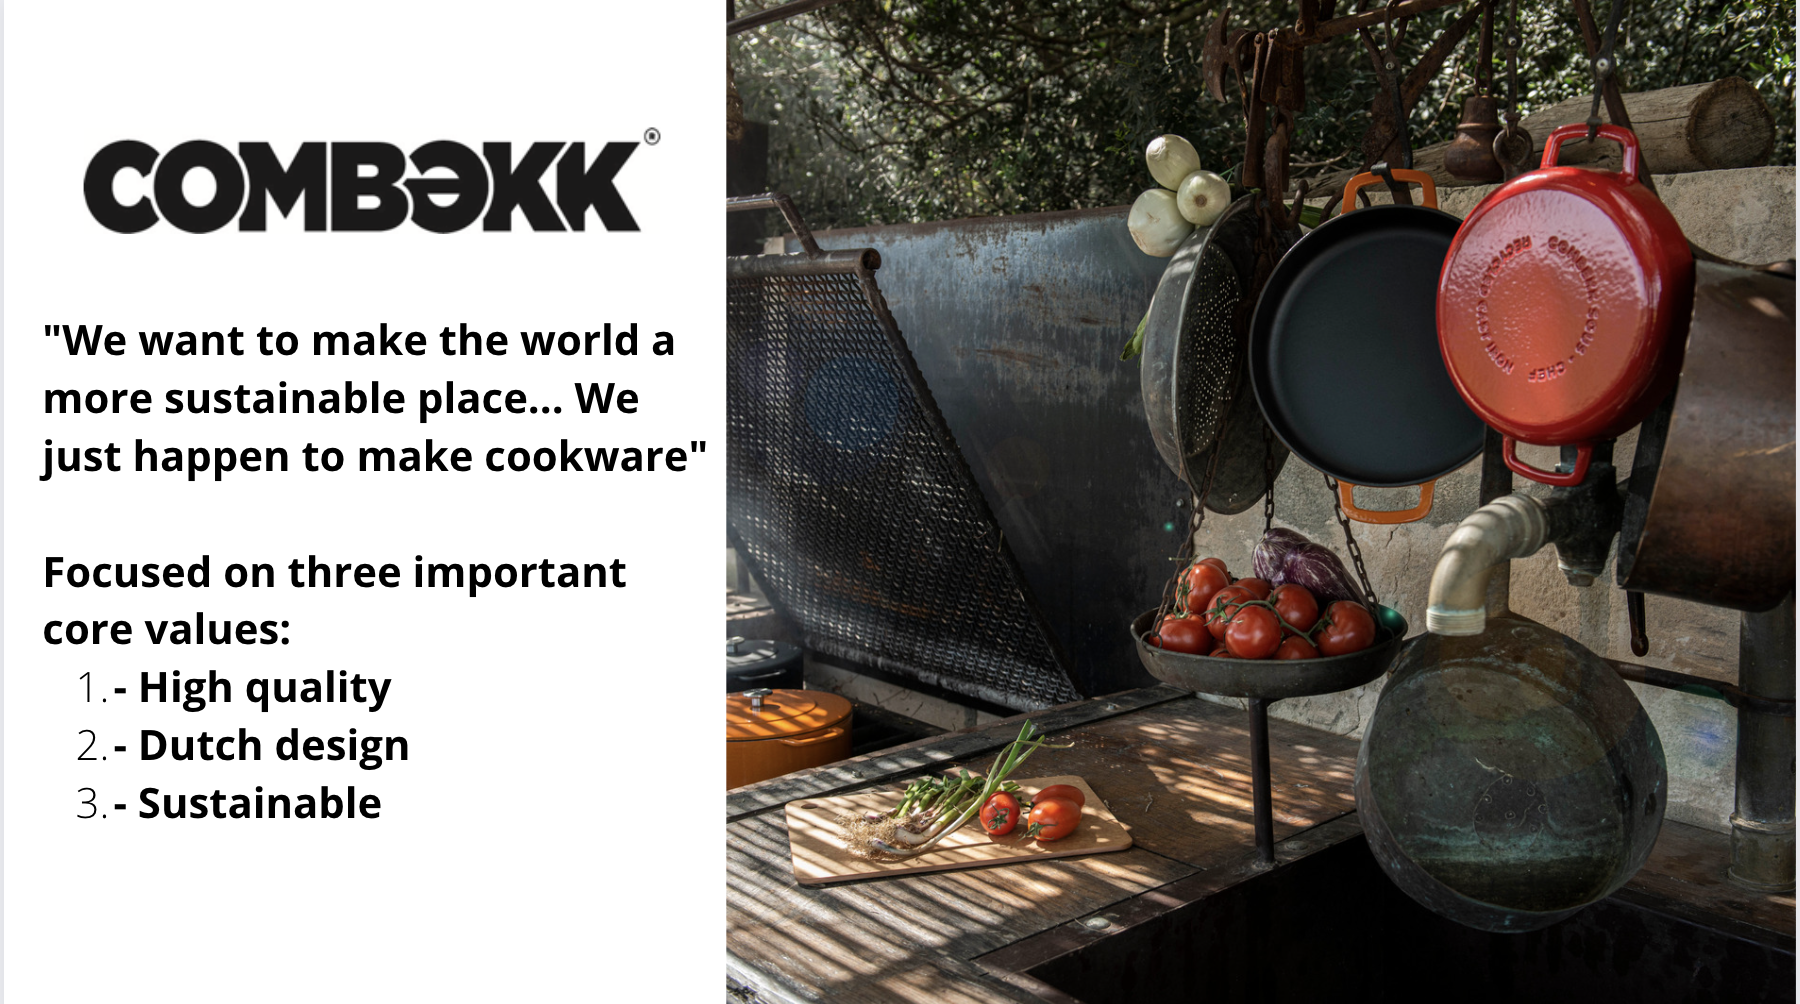 COMBƏKK®
"We want to make the world a
more sustainable place... We
just happen to make cookware"
Focused on three important
core values:
1.- High quality
2.- Dutch design
3.- Sustainable